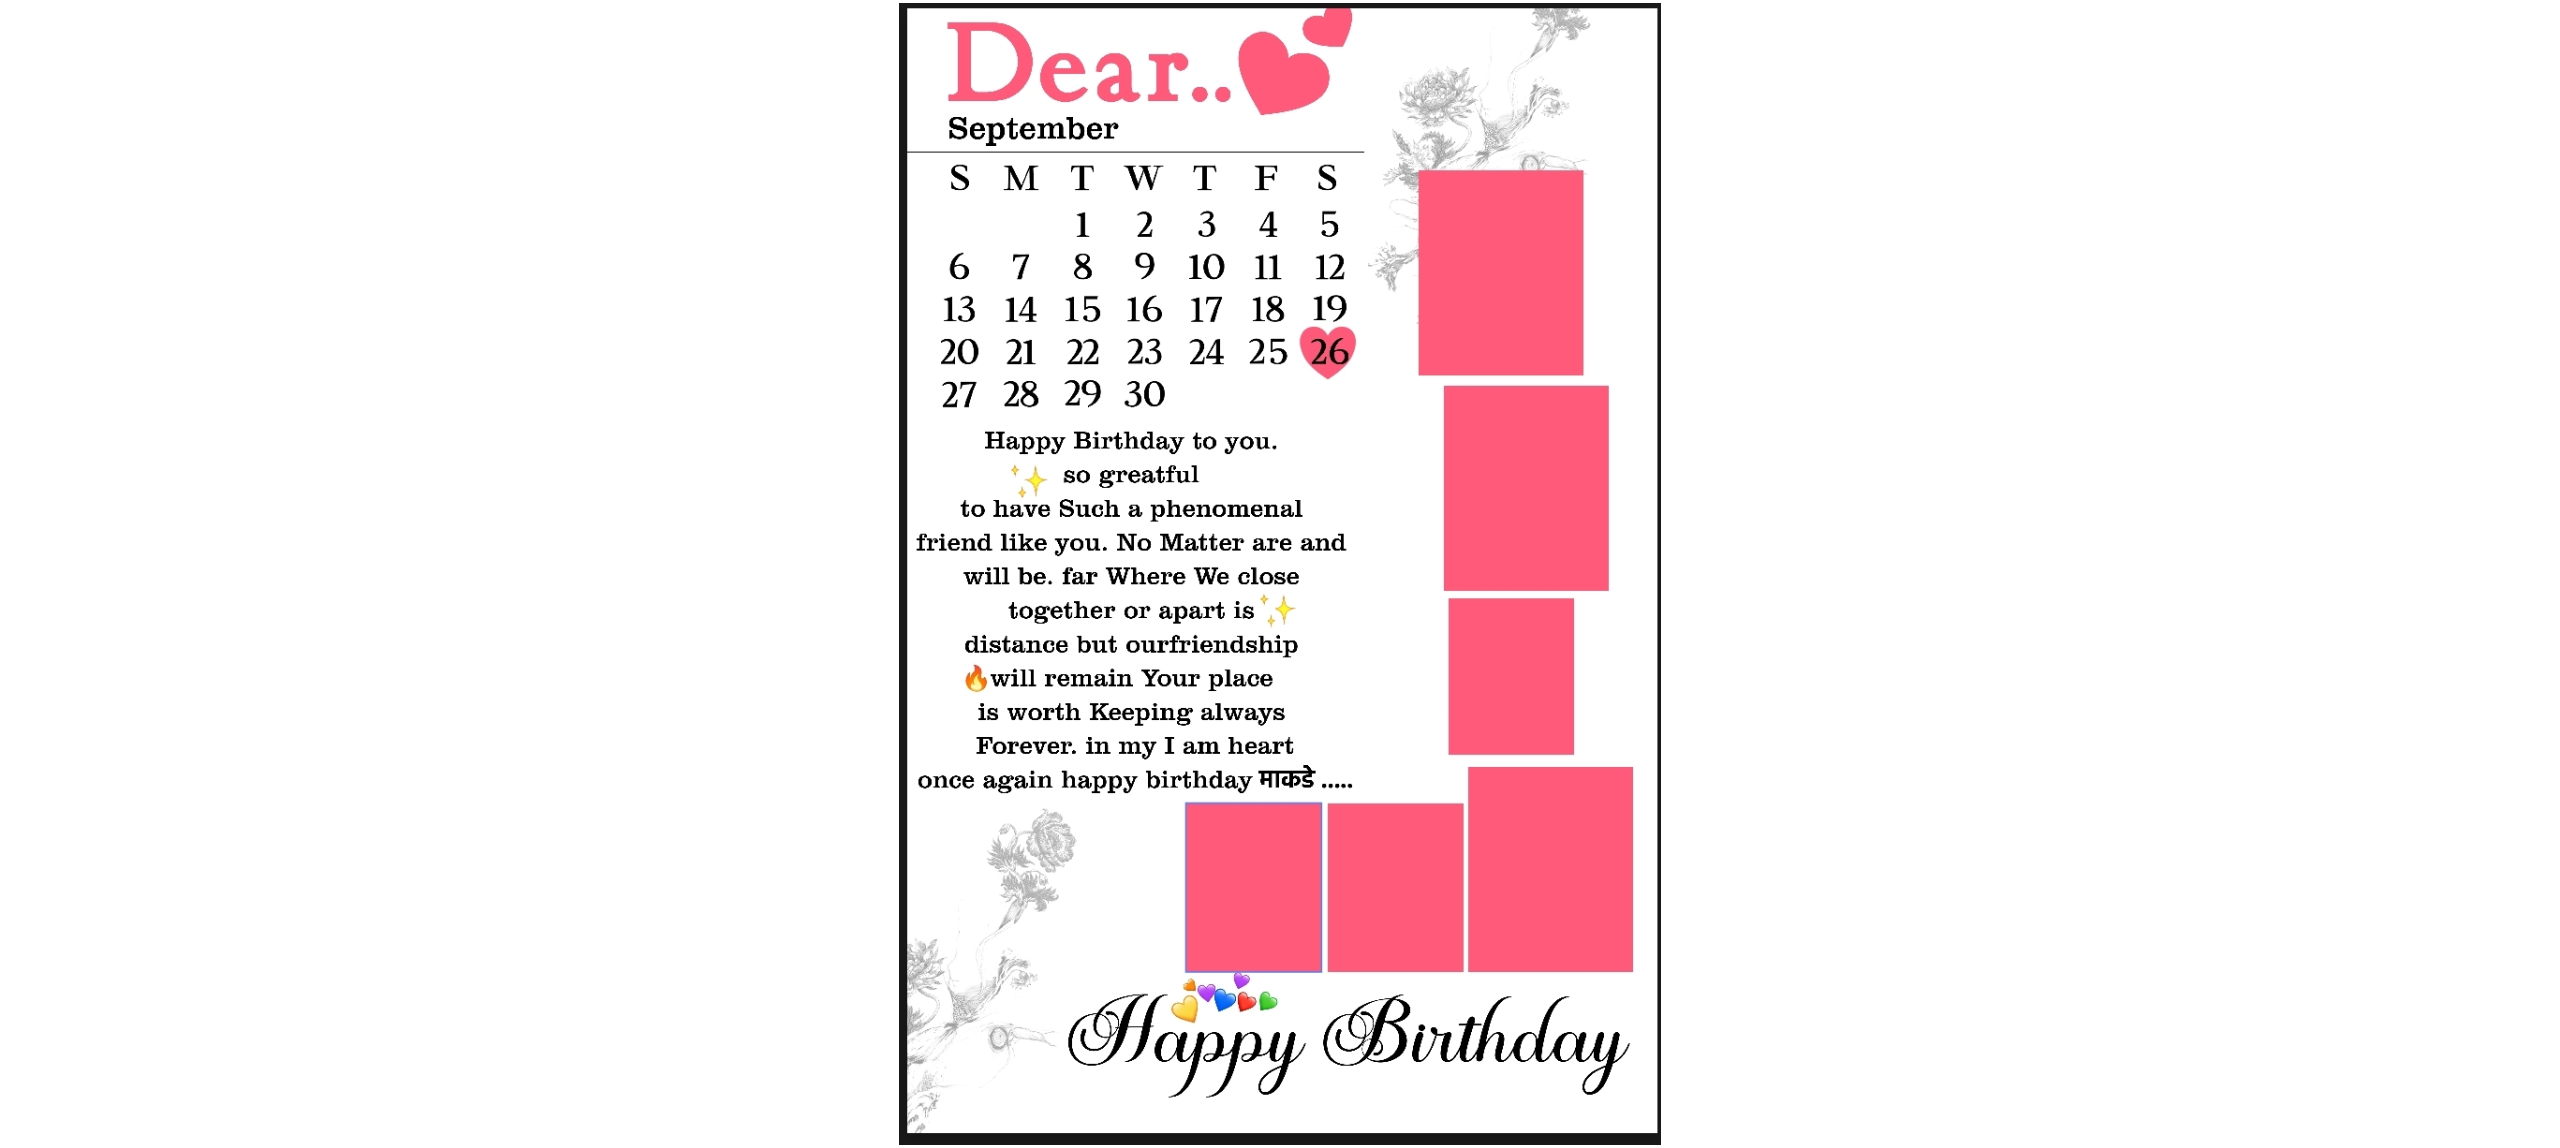 Dear..
September
S M T W T F S
1 2 3 4 5
6 7 8 9 10 11 12
13 14 15 16 17 18 19
20 21 22 23 24 25 26
27 28 29 30
Happy Birthday to you.
✨ so greatful
to have Such a phenomenal
friend like you. No Matter are and
will be. far Where We close
together or apart is✨
distance but ourfriendship
🔥will remain Your place
is worth Keeping always
Forever. in my I am heart
once again happy birthday माकडे .....
Happy Birthday